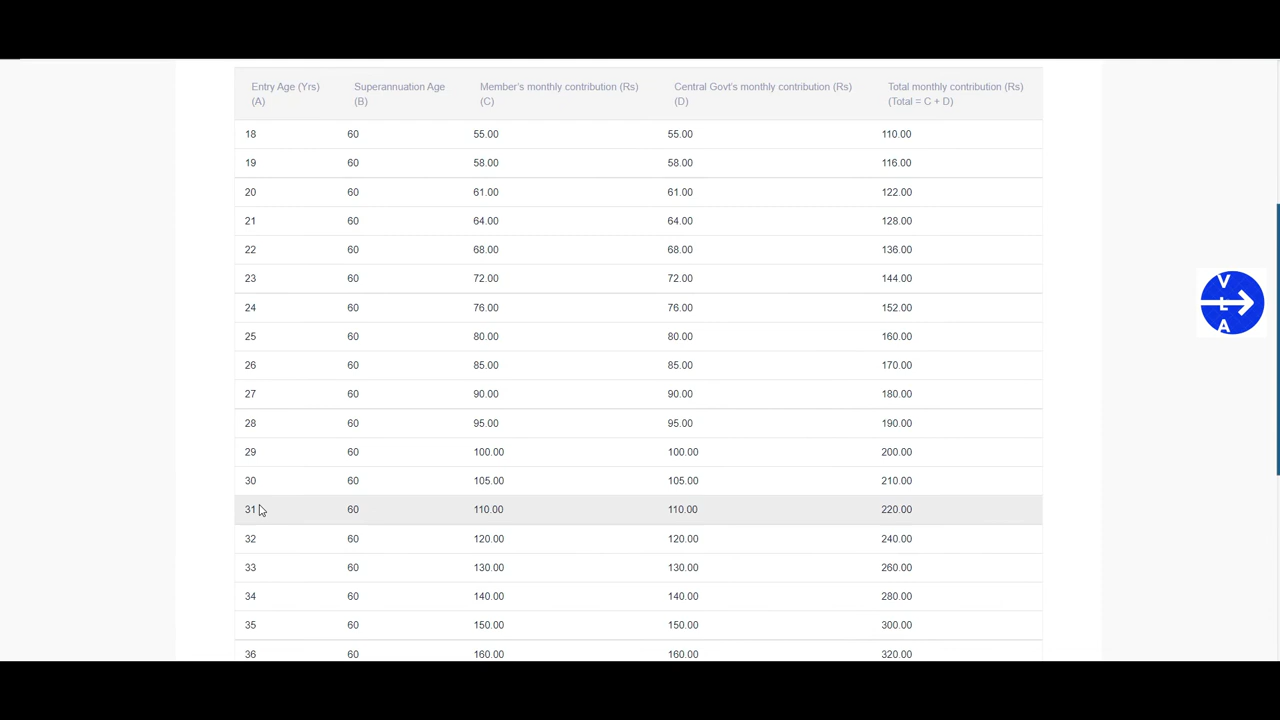 Entry Age (Yrs) Superannuation Age Member's monthly contribution (Rs) Central Govt's monthly contribution (Rs) Total monthly contribution (Rs)
(A) (B) (C) (D) (Total = C + D)
18 60 55.00 55.00 110.00
19 60 58.00 58.00 116.00
20 60 61.00 61.00 122.00
21 60 64.00 64.00 128.00
22 60 68.00 68.00 136.00
23 60 72.00 72.00 144.00
24 60 76.00 76.00 152.00
25 60 80.00 80.00 160.00
26 60 85.00 85.00 170.00
27 60 90.00 90.00 180.00
28 60 95.00 95.00 190.00
29 60 100.00 100.00 200.00
30 60 105.00 105.00 210.00
31 60 110.00 110.00 220.00
32 60 120.00 120.00 240.00
33 60 130.00 130.00 260.00
34 60 140.00 140.00 280.00
35 60 150.00 150.00 300.00
36 60 160.00 160.00 320.00
V
L
A